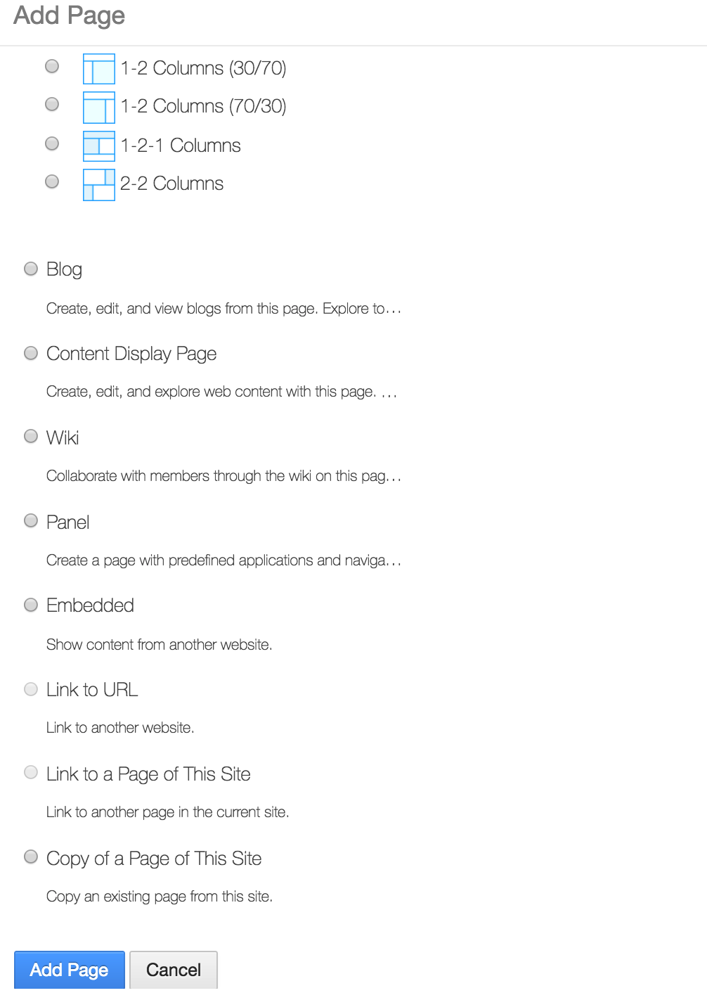 Add Page
1-2 Columns (30/70)
1-2 Columns (70/30)
1-2-1 Columns
2-2 Columns
Blog
Create, edit, and view blogs from this page. Explore to...
Content Display Page
Create, edit, and explore web content with this page. ...
Wiki
Collaborate with members through the wiki on this pag...
Panel
Create a page with predefined applications and naviga...
Embedded
Show content from another website.
Link to URL
Link to another website.
Link to a Page of This Site
Link to another page in the current site.
Copy of a Page of This Site
Copy an existing page from this site.
Add Page Cancel